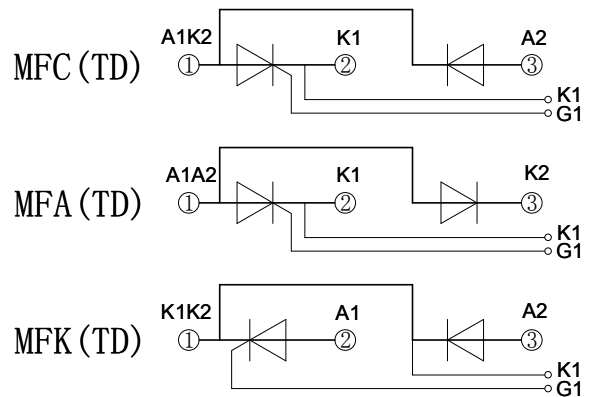 A1K2 K1 A2
MFC(TD) ① ② ③
K1
G1
A1A2 K1 K2
MFA(TD) ① ② ③
K1
G1
K1K2 A1 A2
MFK(TD) ① ② ③
K1
G1